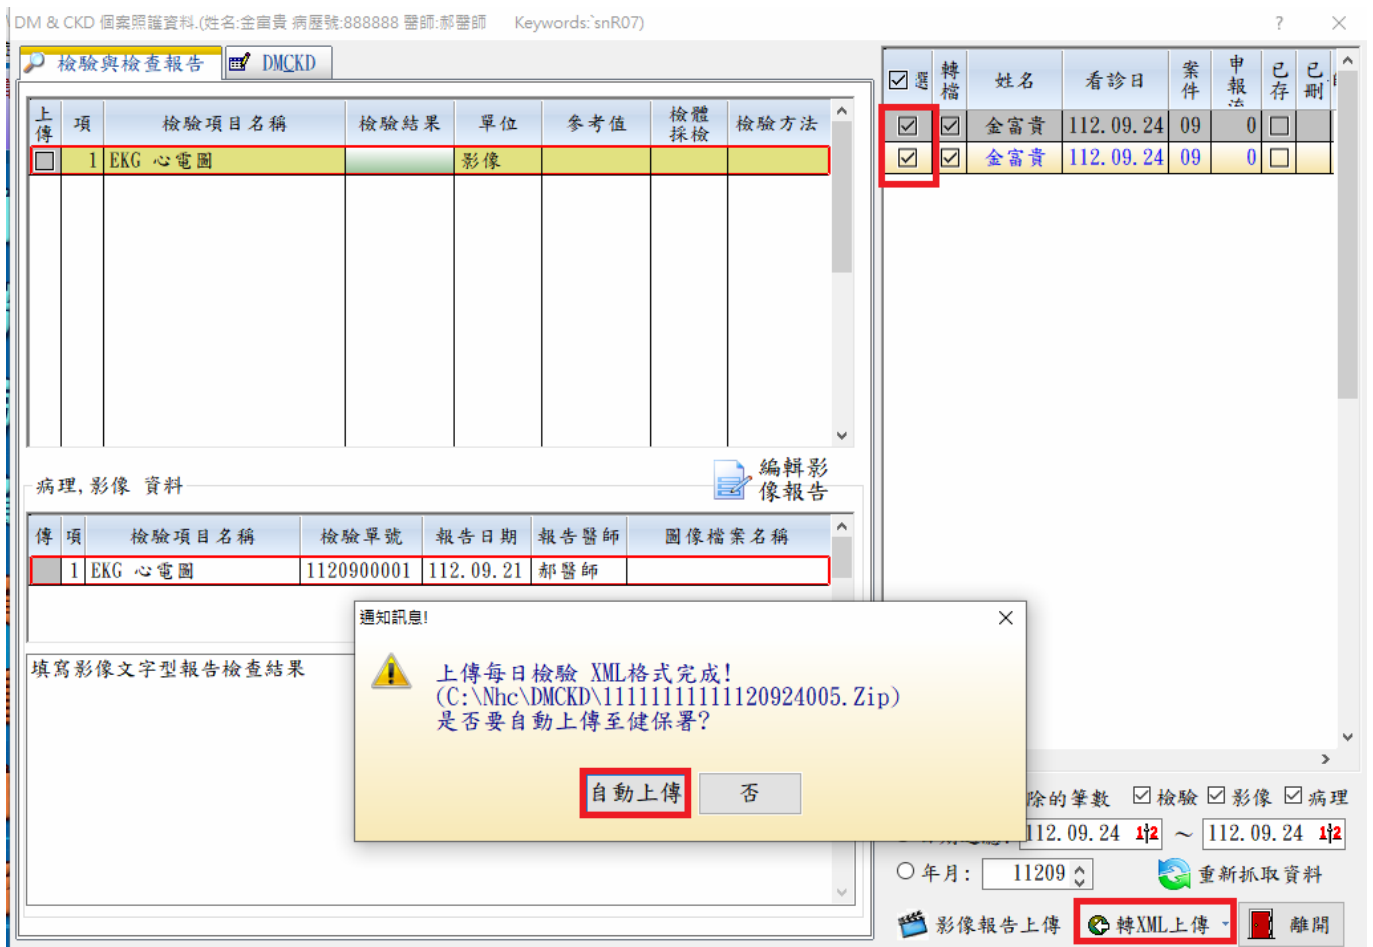 DM & CKD 個案照護資料.(姓名:金富貴 病歷號:888888 醫師:郝醫師 Keywords:`snR07)
?
檢驗與檢查報告
DMCKD
上傳 項 檢驗項目名稱 檢驗結果 單位 參考值 檢體採檢 檢驗方法
1 EKG 心電圖 影像
編輯影像報告
病理,影像 資料
傳 項 檢驗項目名稱 檢驗單號 報告日期 報告醫師 圖像檔案名稱
1 EKG 心電圖 1120900001 112.09.21 郝醫師
填寫影像文字型報告檢查結果
選 轉檔 姓名 看診日 案件 申報 已存 已刪
金富貴 112.09.24 09 0
金富貴 112.09.24 09 0
通知訊息!
上傳每日檢驗 XML格式完成!
(C:\Nhc\DMCKD\11111111111120924005.Zip)
是否要自動上傳至健保署?
自動上傳 否
除的筆數 檢驗 影像 病理
112.09.24 ~ 112.09.24
年月: 11209 重新抓取資料
影像報告上傳 轉XML上傳 離開